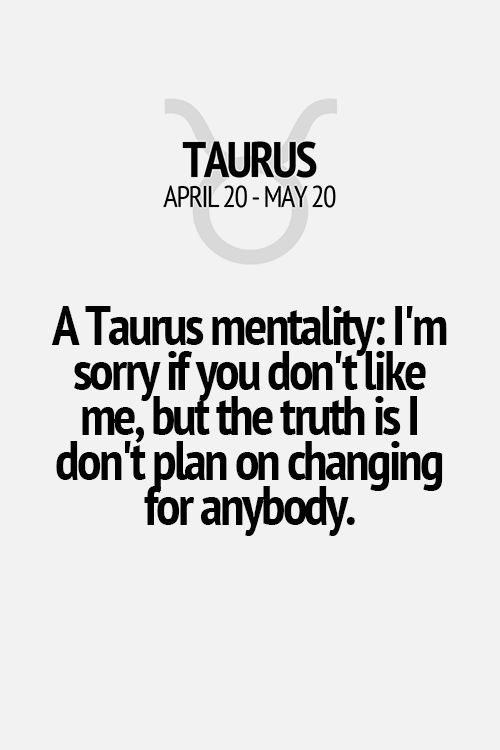 TAURUS
APRIL 20 - MAY 20
A Taurus mentality: I'm
sorry if you don't like
me, but the truth is I
don't plan on changing
for anybody.